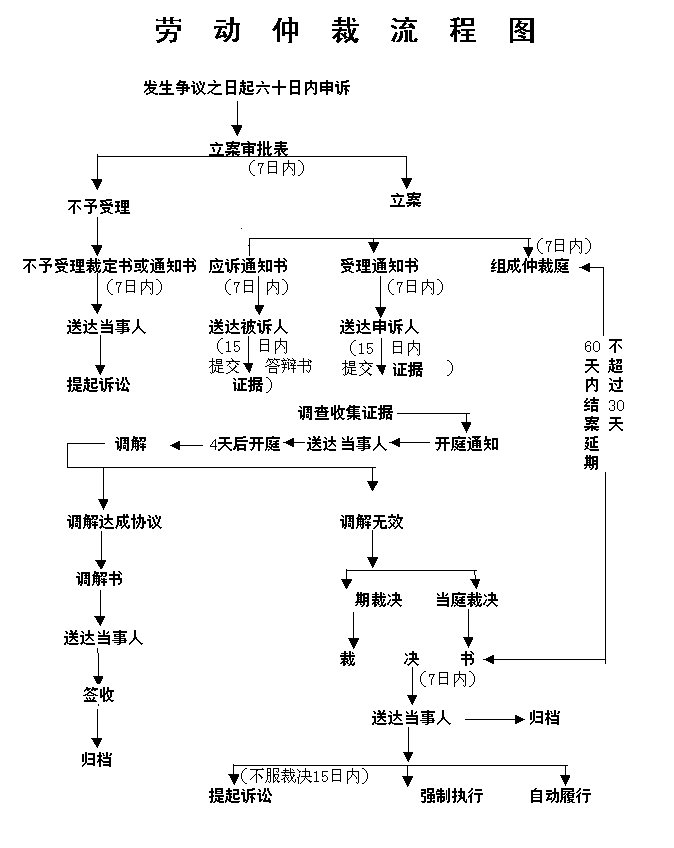 劳动仲裁流程图
发生争议之日起六十日内申诉
立案审批表
（7日内）
不予受理
立案
（7日内）
不予受理裁定书或通知书 应诉通知书 受理通知书 组成仲裁庭
（7日内） （7日 内） （7日内）
送达当事人 送达被诉人 送达申诉人
（15 日内 （15 日内
提交 答辩书 提交 证据 ）
证据）
提起诉讼
60天内结案延期
不超过30天
调查收集证据
调解 4天后开庭 送达当事人 开庭通知
调解达成协议 调解无效
调解书
期裁决 当庭裁决
送达当事人
裁 决 书
（7日内）
签收
送达当事人 归档
归档
（不服裁决15日内）
提起诉讼 强制执行 自动履行